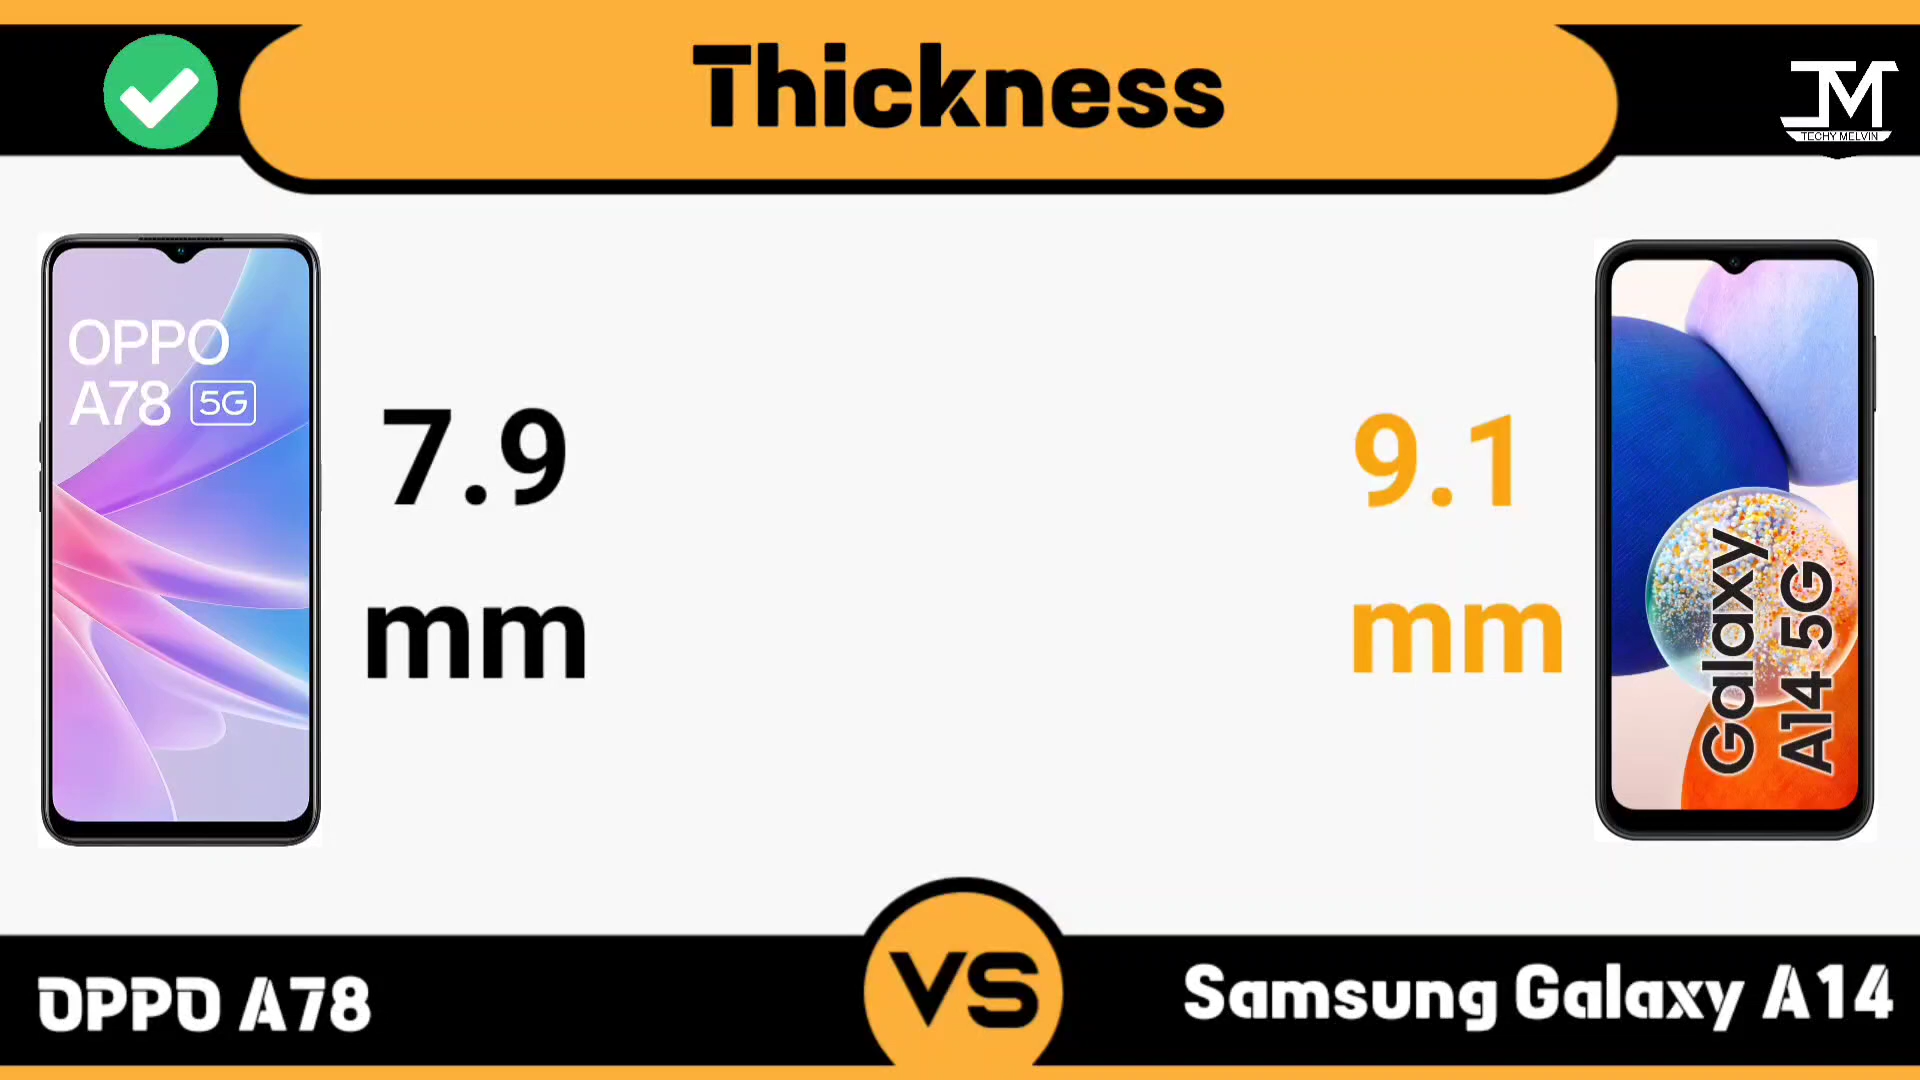 Thickness
TECHY MELVIN
OPPO
A78 5G
7.9
mm
9.1
mm
Galaxy
A14 5G
OPPO A78
VS
Samsung Galaxy A14